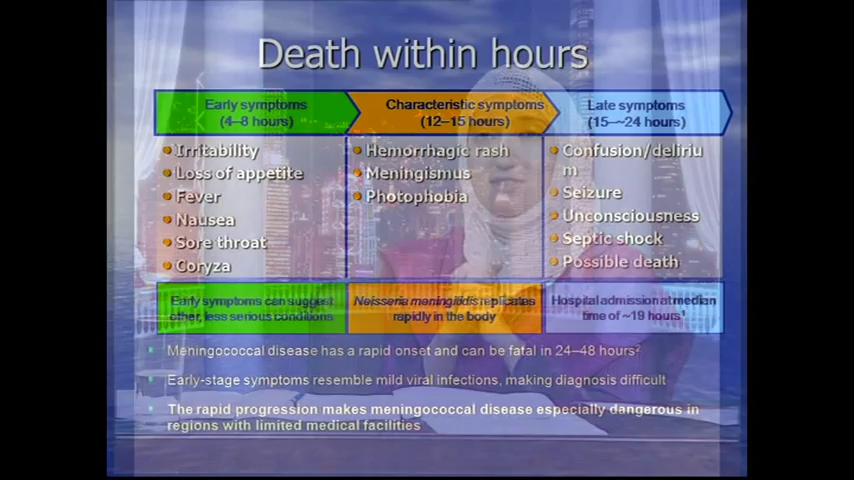 Death within hours
Early symptoms
(4–8 hours)
Characteristic symptoms
(12–15 hours)
Late symptoms
(15–~24 hours)
Irritability
Loss of appetite
Fever
Nausea
Sore throat
Coryza
Hemorrhagic rash
Meningismus
Photophobia
Confusion/deliriu
m
Seizure
Unconsciousness
Septic shock
Possible death
Early symptoms can suggest
other, less serious conditions
Neisseria meningitidis replicates
rapidly in the body
Hospital admission at median
time of ~19 hours¹
Meningococcal disease has a rapid onset and can be fatal in 24–48 hours²
Early-stage symptoms resemble mild viral infections, making diagnosis difficult
The rapid progression makes meningococcal disease especially dangerous in
regions with limited medical facilities